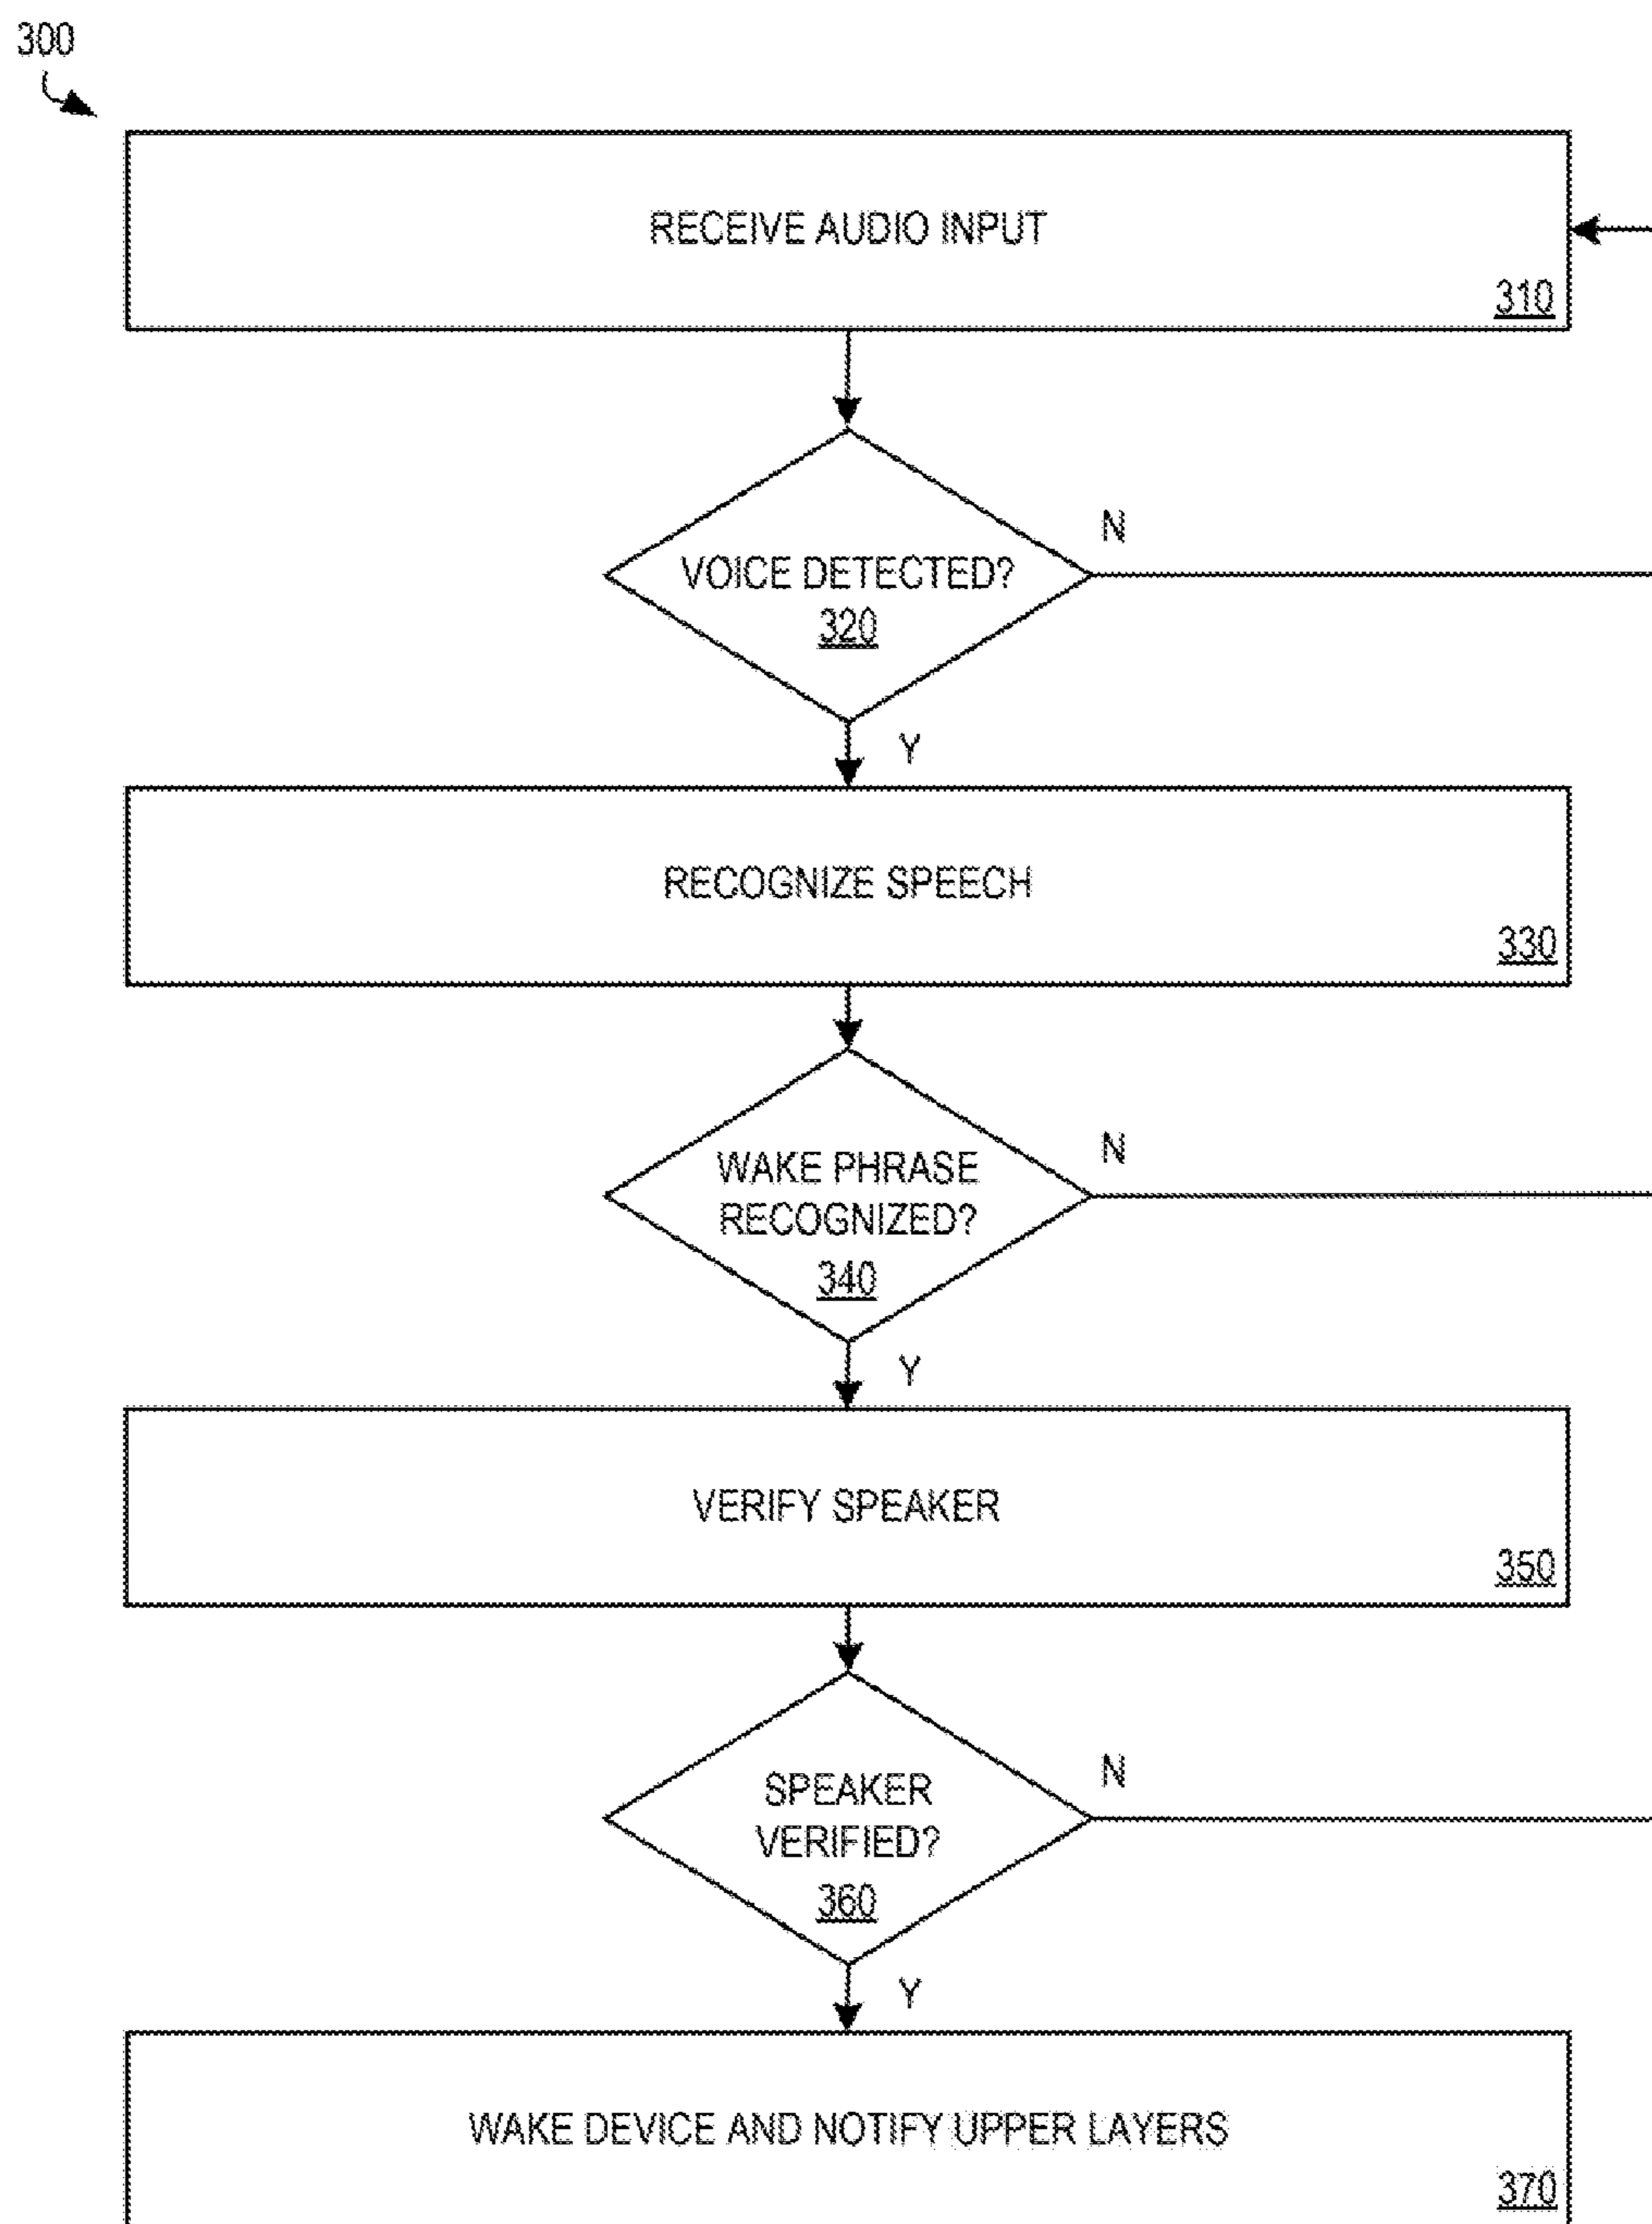 300
RECEIVE AUDIO INPUT
310
N
VOICE DETECTED?
320
Y
RECOGNIZE SPEECH
330
N
WAKE PHRASE
RECOGNIZED?
340
Y
VERIFY SPEAKER
350
N
SPEAKER
VERIFIED?
360
Y
WAKE DEVICE AND NOTIFY UPPER LAYERS
370